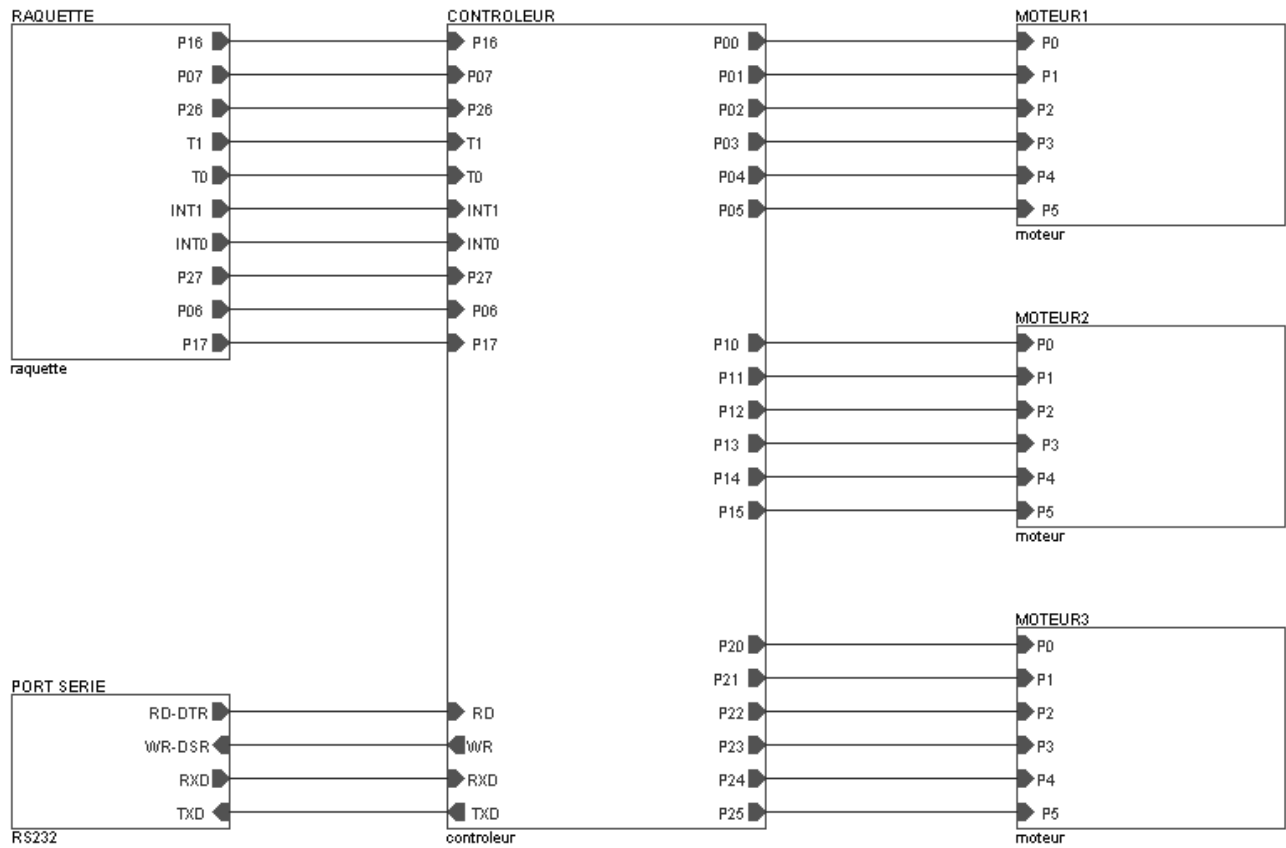 RAQUETTE
P16
P07
P26
T1
T0
INT1
INT0
P27
P06
P17
raquette
PORT SERIE
RD-DTR
WR-DSR
RXD
TXD
RS232
CONTROLEUR
P16
P07
P26
T1
T0
INT1
INT0
P27
P06
P17
RD
WR
RXD
TXD
P00
P01
P02
P03
P04
P05
P10
P11
P12
P13
P14
P15
P20
P21
P22
P23
P24
P25
controleur
MOTEUR1
P0
P1
P2
P3
P4
P5
moteur
MOTEUR2
P0
P1
P2
P3
P4
P5
moteur
MOTEUR3
P0
P1
P2
P3
P4
P5
moteur